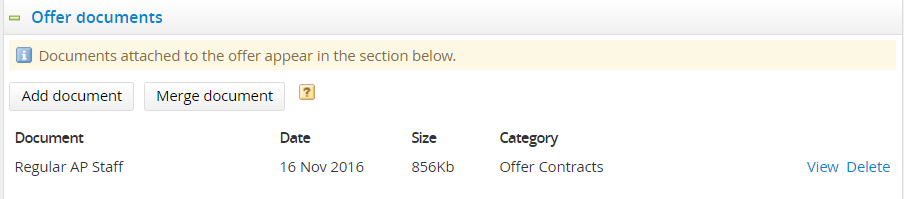 Offer documents
Documents attached to the offer appear in the section below.
Add document Merge document ?
Document Date Size Category
Regular AP Staff 16 Nov 2016 856Kb Offer Contracts View Delete